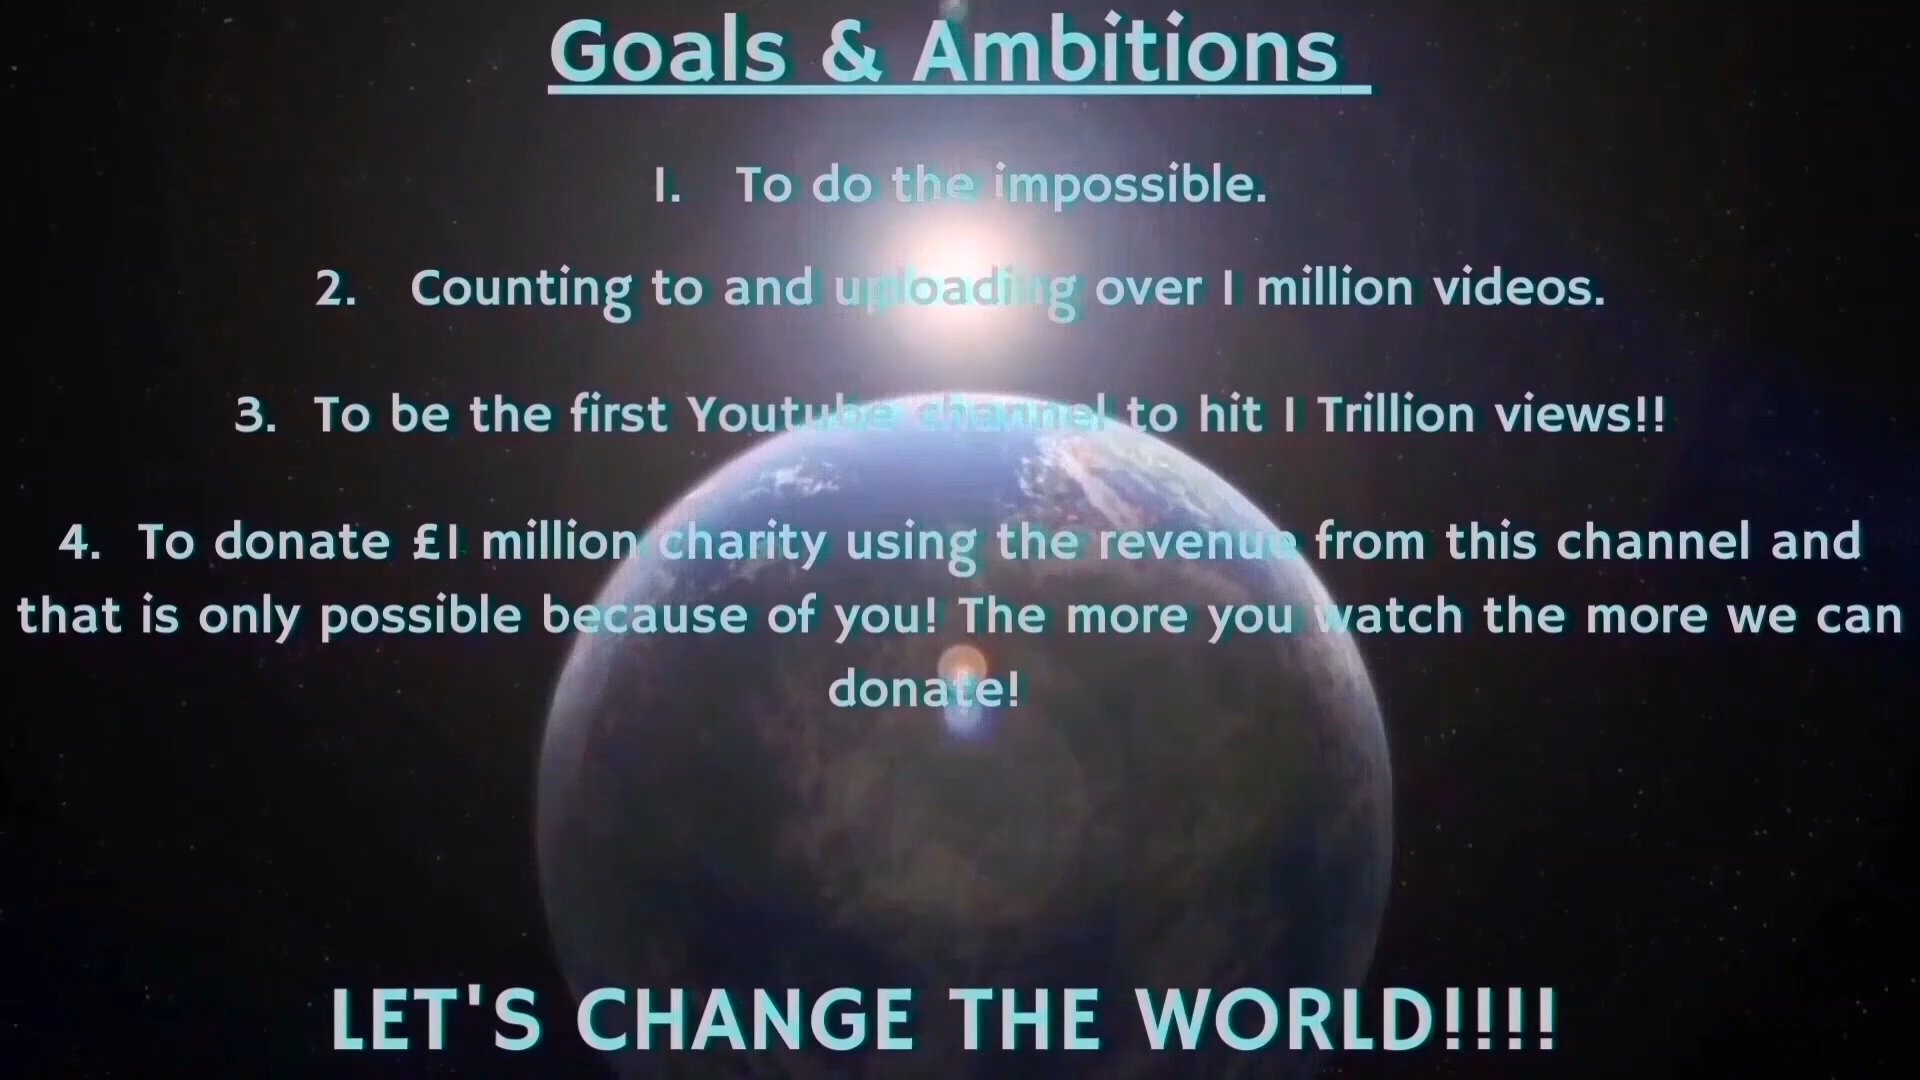 Goals & Ambitions
1. To do the impossible.
2. Counting to and uploading over 1 million videos.
3. To be the first Youtube channel to hit 1 Trillion views!!
4. To donate £1 million charity using the revenue from this channel and
that is only possible because of you! The more you watch the more we can
donate!
LET'S CHANGE THE WORLD!!!!